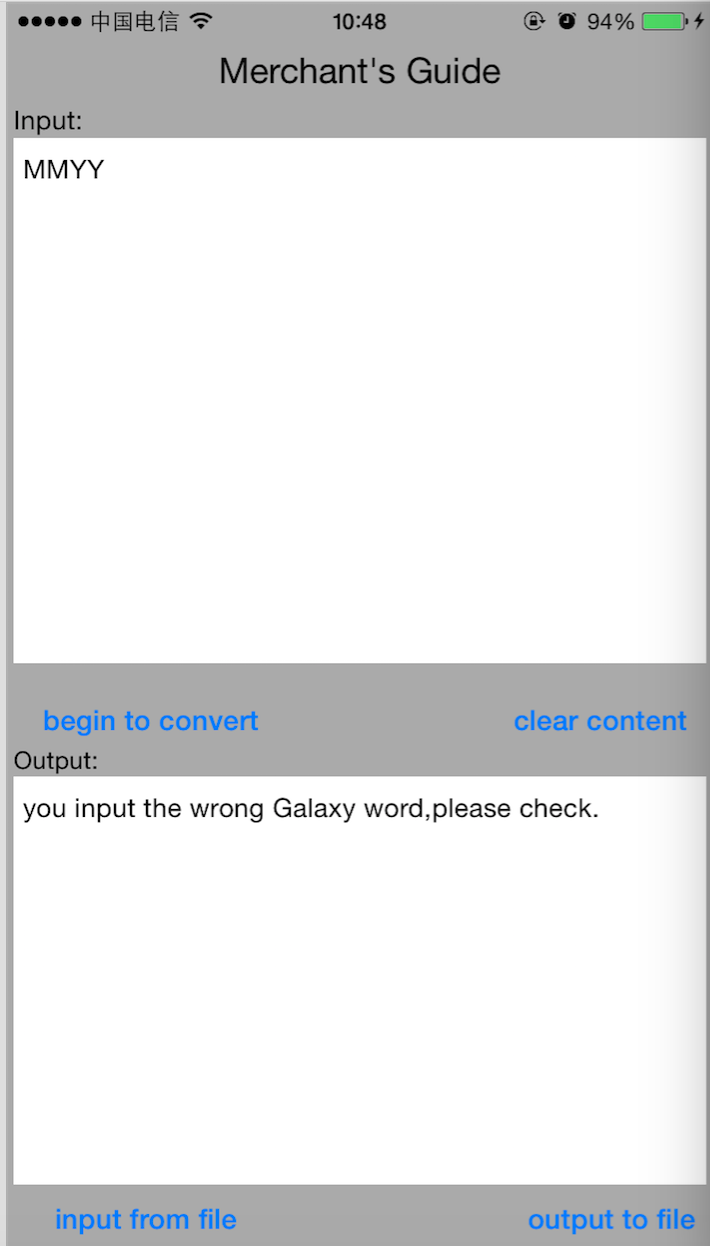 中国电信 10:48 94%
Merchant's Guide
Input:
MMYY
begin to convert clear content
Output:
you input the wrong Galaxy word,please check.
input from file output to file